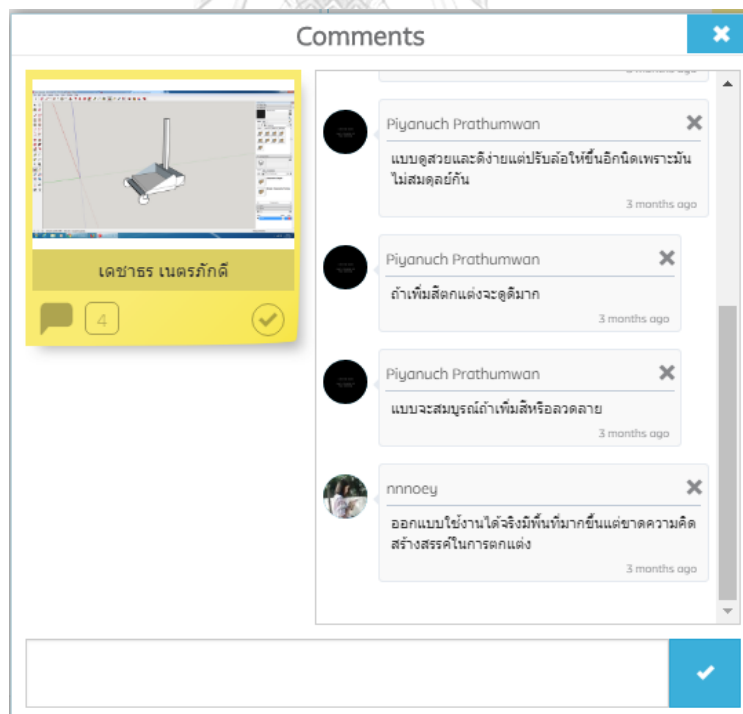 Comments
เดชาธร เนตรภักดี
4
3 months ago
Piyanuch Prathumwan
แบบดูสวยและดีง่ายแต่ปรับล้อให้ขึ้นอีกนิดเพราะมัน
ไม่สมดุลย์กัน
3 months ago
Piyanuch Prathumwan
ถ้าเพิ่มสีตกแต่งจะดูดีมาก
3 months ago
Piyanuch Prathumwan
แบบจะสมบูรณ์ถ้าเพิ่มสีหรือลวดลาย
3 months ago
nnnoey
ออกแบบใช้งานได้จริงมีพื้นที่มากขึ้นแต่ขาดความคิด
สร้างสรรค์ในการตกแต่ง
3 months ago